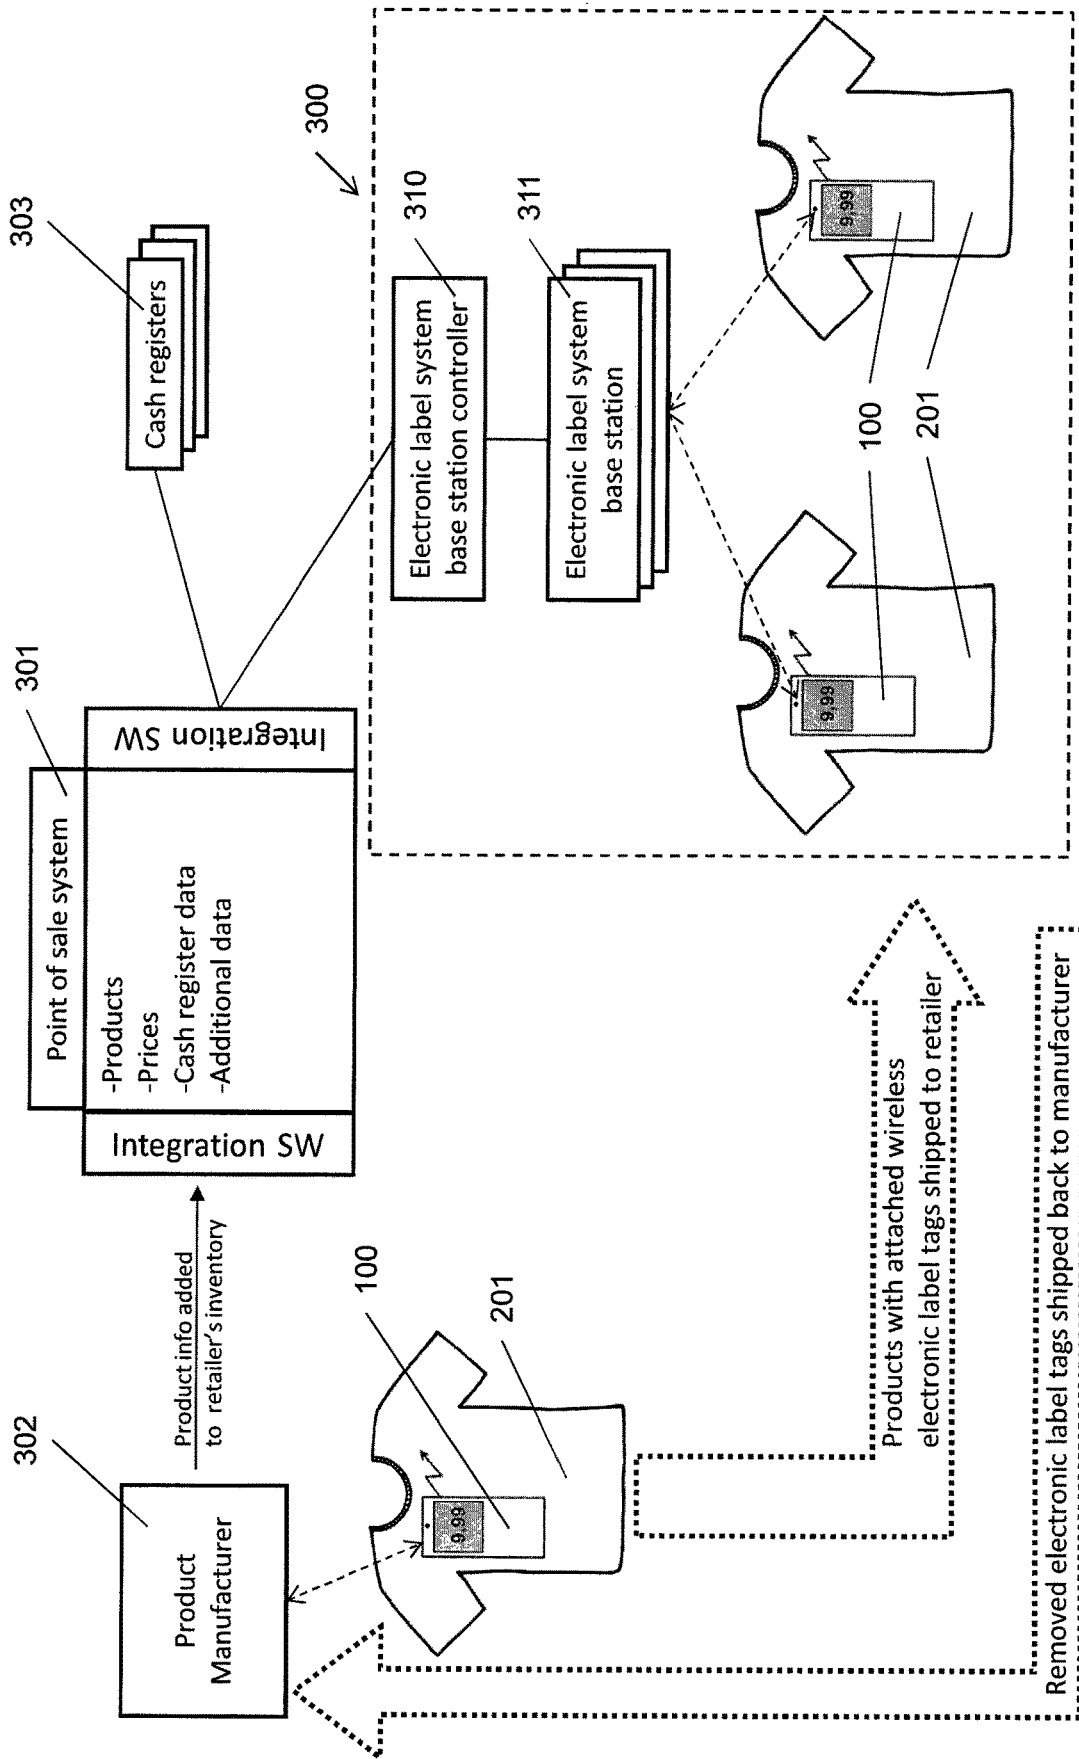 302
Product
Manufacturer
Product info added
to retailer's inventory
301
Point of sale system
Integration SW
-Products
-Prices
-Cash register data
-Additional data
Integration SW
303
Cash registers
300
310
Electronic label system
base station controller
311
Electronic label system
base station
9.99
100
201
9.99
9.99
100
201
Products with attached wireless
electronic label tags shipped to retailer
Removed electronic label tags shipped back to manufacturer